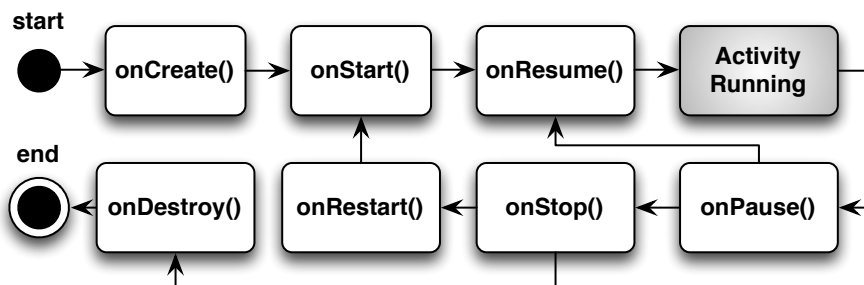 start
onCreate()
onStart()
onResume()
Activity
Running
end
onDestroy()
onRestart()
onStop()
onPause()